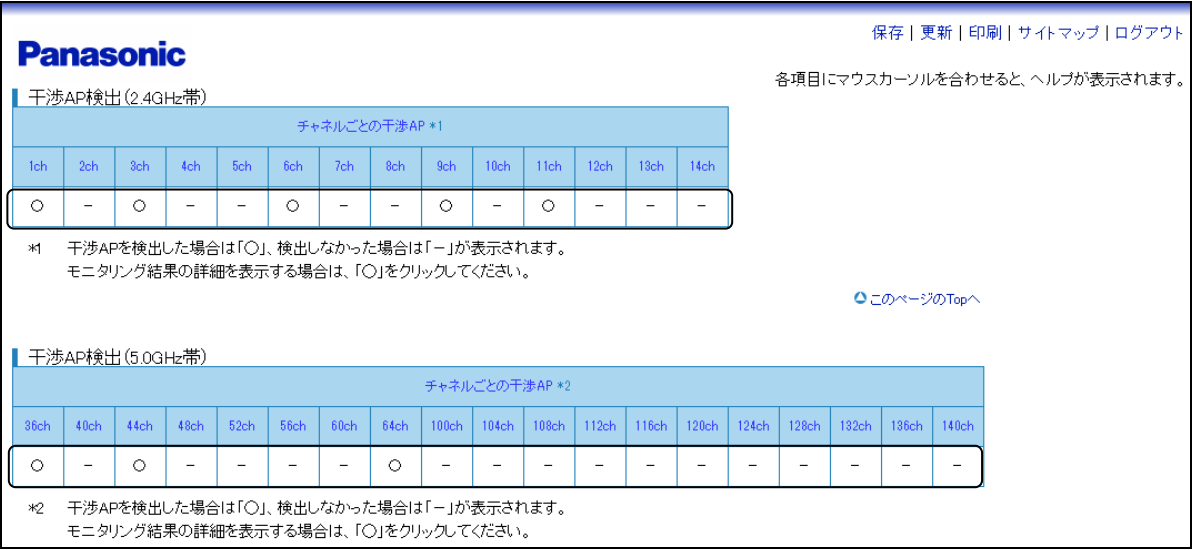 保存 | 更新 | 印刷 | サイトマップ | ログアウト
Panasonic
各項目にマウスカーソルを合わせると、ヘルプが表示されます。
干渉AP検出(2.4GHz帯)
チャネルごとの干渉AP *1
1ch 2ch 3ch 4ch 5ch 6ch 7ch 8ch 9ch 10ch 11ch 12ch 13ch 14ch
○ － ○ － － ○ － － ○ － ○ － － －
*1 干渉APを検出した場合は「○」、検出しなかった場合は「－」が表示されます。
モニタリング結果の詳細を表示する場合は、「○」をクリックしてください。
このページのTopへ
干渉AP検出(5.0GHz帯)
チャネルごとの干渉AP *2
36ch 40ch 44ch 48ch 52ch 56ch 60ch 64ch 100ch 104ch 108ch 112ch 116ch 120ch 124ch 128ch 132ch 136ch 140ch
○ － ○ － － － － ○ － － － － － － － － － － －
*2 干渉APを検出した場合は「○」、検出しなかった場合は「－」が表示されます。
モニタリング結果の詳細を表示する場合は、「○」をクリックしてください。